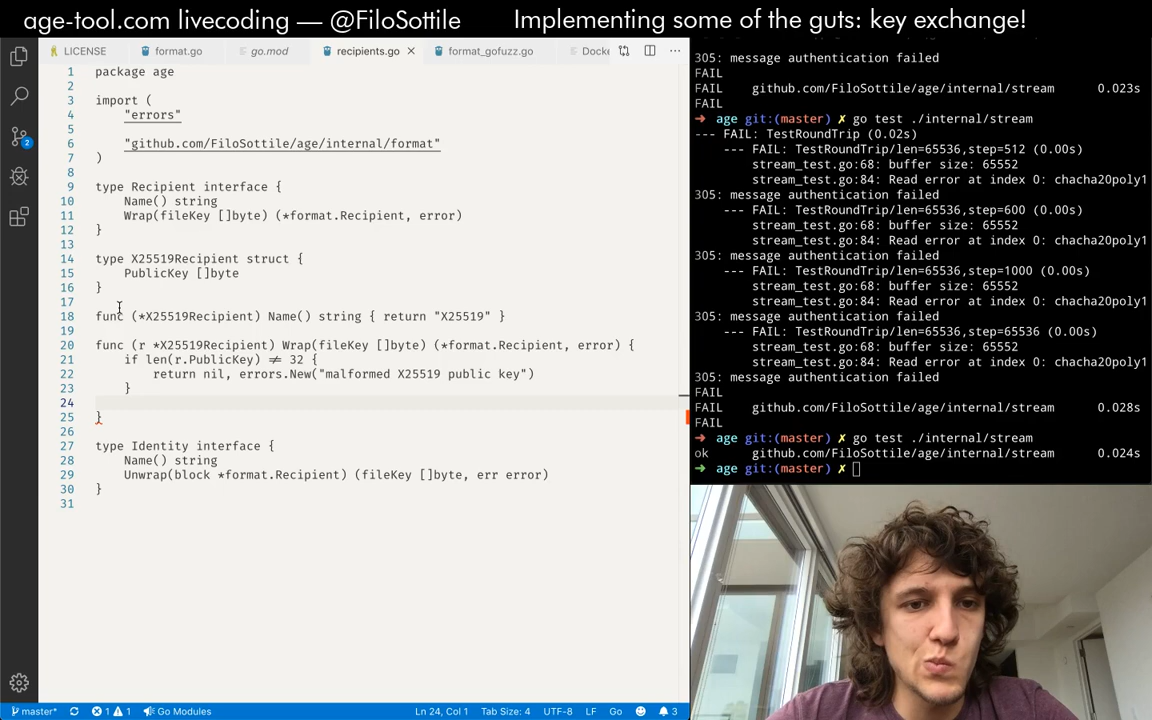 age-tool.com livecoding — @FiloSottile Implementing some of the guts: key exchange!
LICENSE format.go go.mod recipients.go format_gofuzz.go Docke
1 package age
2
3 import (
4 "errors"
5
6 "github.com/FiloSottile/age/internal/format"
7 )
8
9 type Recipient interface {
10 Name() string
11 Wrap(fileKey []byte) (*format.Recipient, error)
12 }
13
14 type X25519Recipient struct {
15 PublicKey []byte
16 }
17
18 func (*X25519Recipient) Name() string { return "X25519" }
19
20 func (r *X25519Recipient) Wrap(fileKey []byte) (*format.Recipient, error) {
21 if len(r.PublicKey) ≠ 32 {
22 return nil, errors.New("malformed X25519 public key")
23 }
24
25 }
26
27 type Identity interface {
28 Name() string
29 Unwrap(block *format.Recipient) (fileKey []byte, err error)
30 }
31
2
master* 1 1 Go Modules Ln 24, Col 1 Tab Size: 4 UTF-8 LF Go 3
305: message authentication failed
FAIL
FAIL github.com/FiloSottile/age/internal/stream 0.023s
FAIL
➜ age git:(master) ✗ go test ./internal/stream
--- FAIL: TestRoundTrip (0.02s)
--- FAIL: TestRoundTrip/len=65536,step=512 (0.00s)
stream_test.go:68: buffer size: 65552
stream_test.go:84: Read error at index 0: chacha20poly1
305: message authentication failed
--- FAIL: TestRoundTrip/len=65536,step=600 (0.00s)
stream_test.go:68: buffer size: 65552
stream_test.go:84: Read error at index 0: chacha20poly1
305: message authentication failed
--- FAIL: TestRoundTrip/len=65536,step=1000 (0.00s)
stream_test.go:68: buffer size: 65552
stream_test.go:84: Read error at index 0: chacha20poly1
305: message authentication failed
--- FAIL: TestRoundTrip/len=65536,step=65536 (0.00s)
stream_test.go:68: buffer size: 65552
stream_test.go:84: Read error at index 0: chacha20poly1
305: message authentication failed
FAIL
FAIL github.com/FiloSottile/age/internal/stream 0.028s
FAIL
➜ age git:(master) ✗ go test ./internal/stream
ok github.com/FiloSottile/age/internal/stream 0.024s
➜ age git:(master) ✗